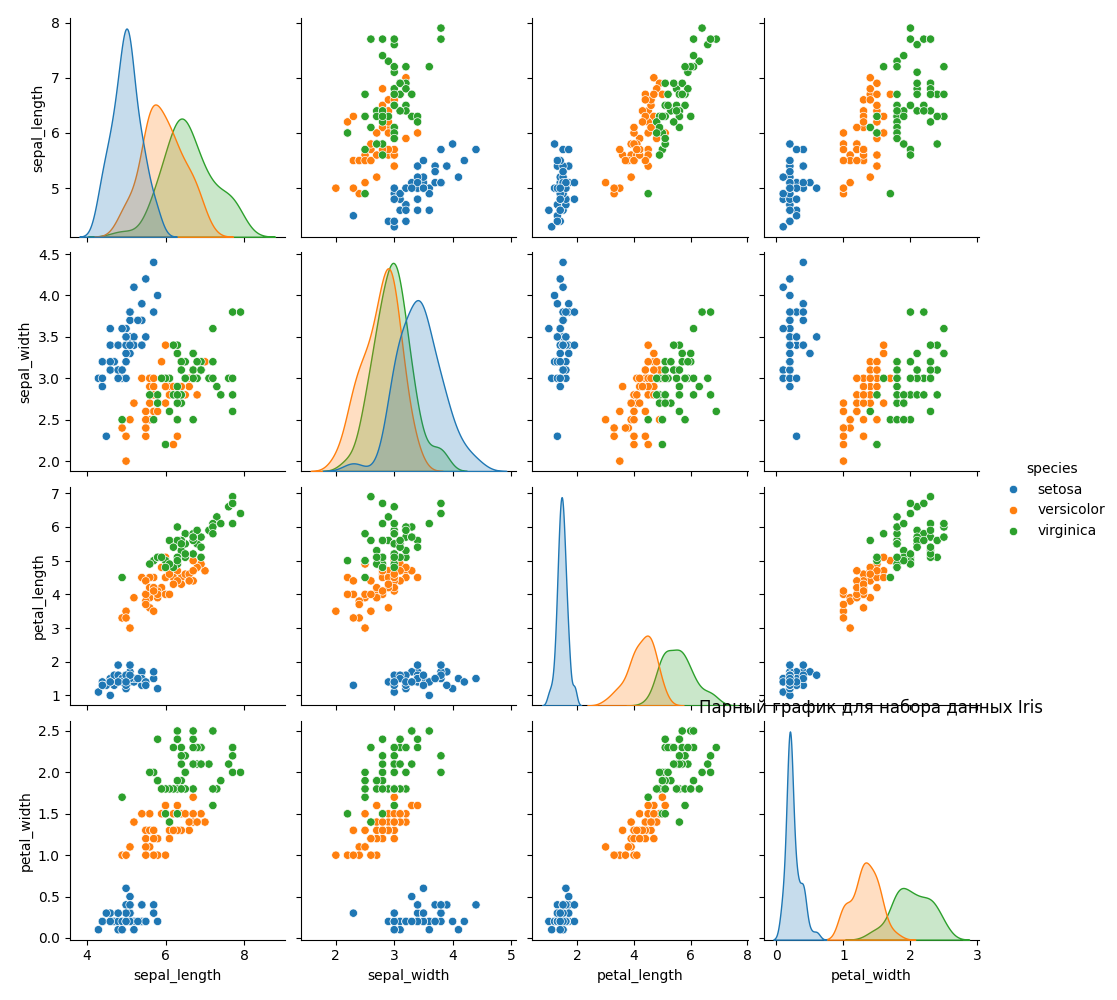 8
7
6
5
sepal_length
4.5
4.0
3.5
3.0
2.5
2.0
sepal_width
species
setosa
versicolor
virginica
7
6
5
4
3
2
1
petal_length
Парный график для набора данных Iris
2.5
2.0
1.5
1.0
0.5
0.0
petal_width
4 6 8 2 3 4 5 2 4 6 8 0 1 2 3
sepal_length sepal_width petal_length petal_width